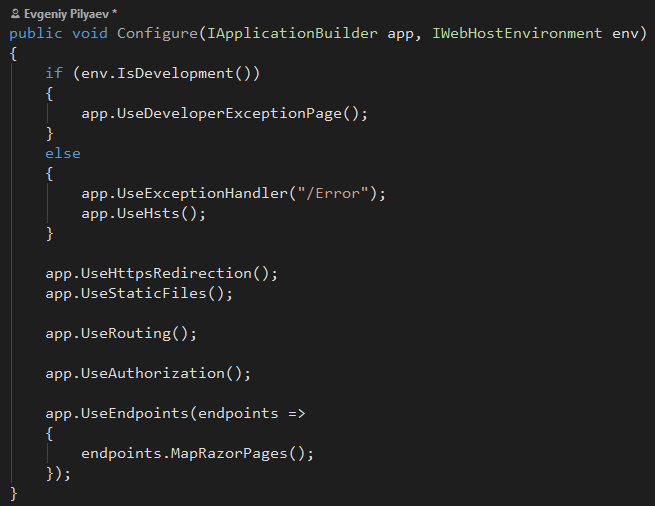 Evgeniy Pilyaev *
public void Configure(IApplicationBuilder app, IWebHostEnvironment env)
{
    if (env.IsDevelopment())
    {
        app.UseDeveloperExceptionPage();
    }
    else
    {
        app.UseExceptionHandler("/Error");
        app.UseHsts();
    }

    app.UseHttpsRedirection();
    app.UseStaticFiles();

    app.UseRouting();

    app.UseAuthorization();

    app.UseEndpoints(endpoints =>
    {
        endpoints.MapRazorPages();
    });
}